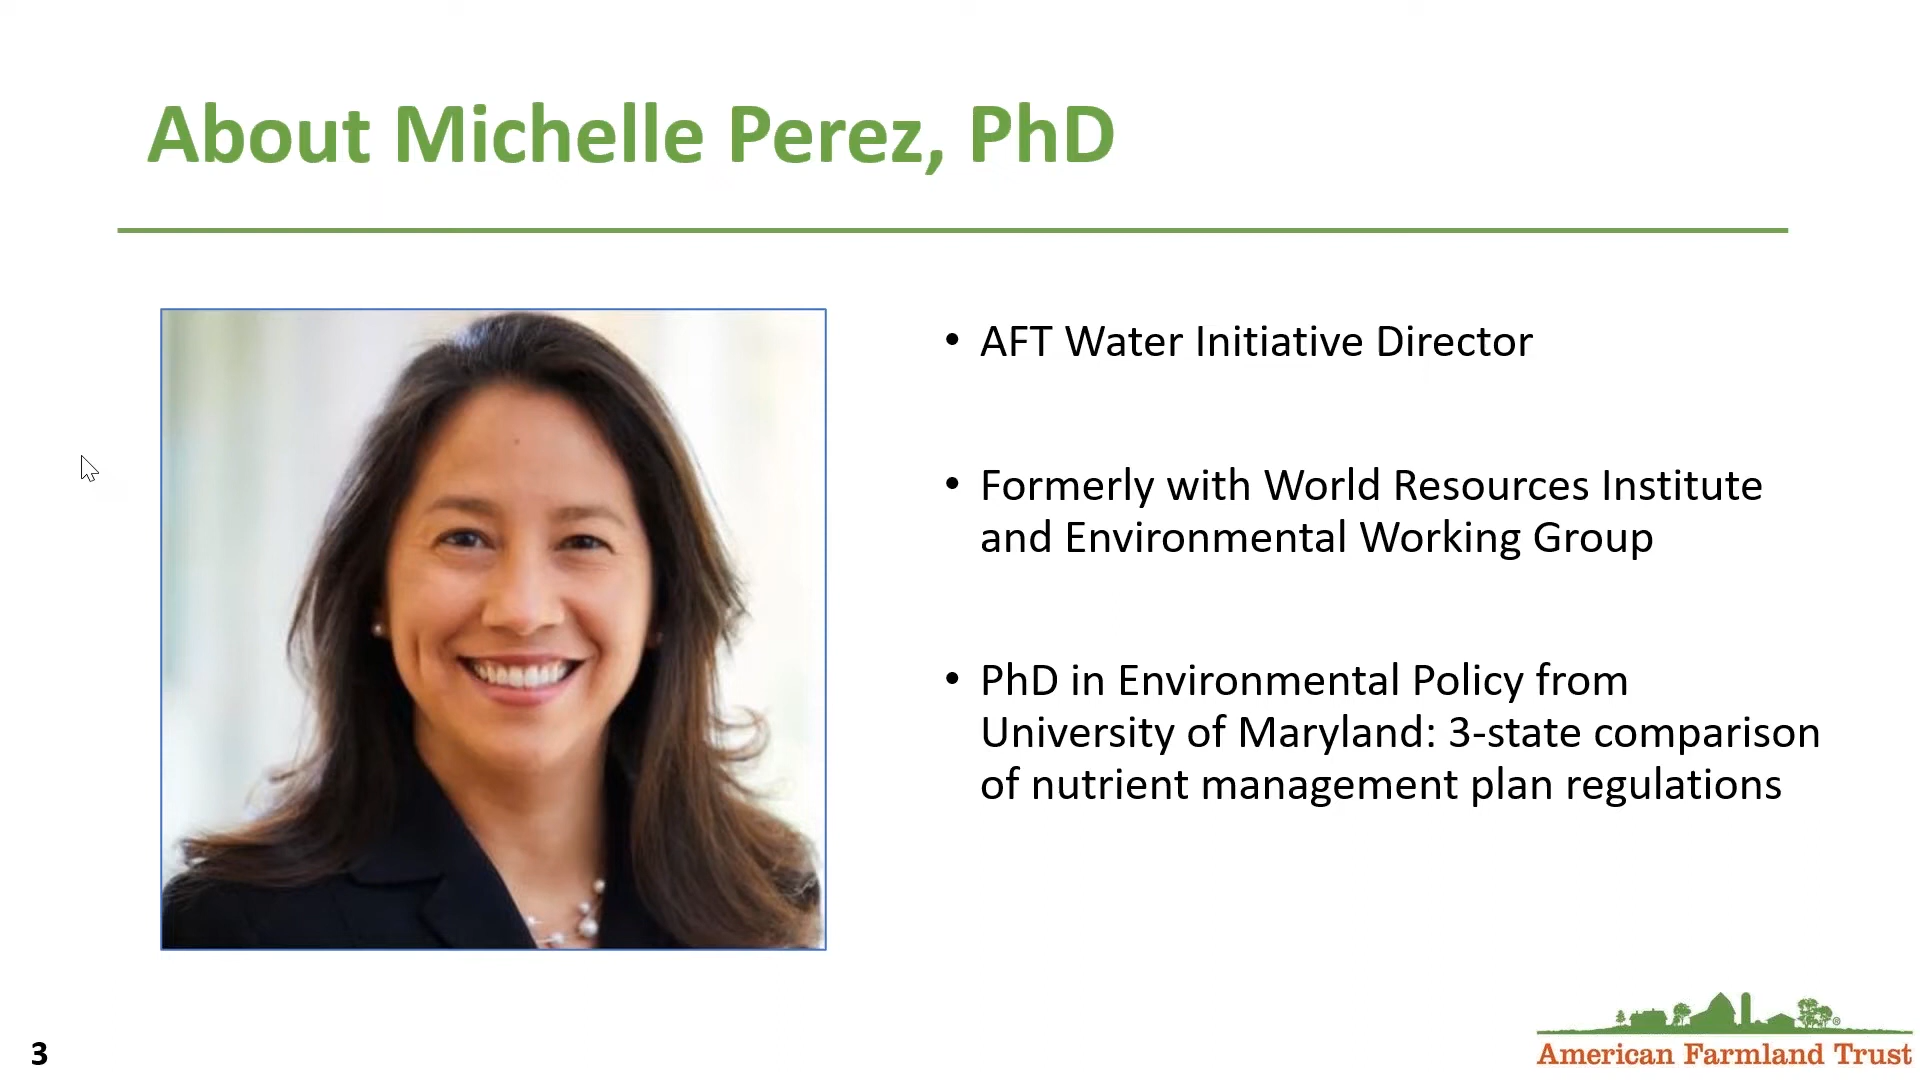 About Michelle Perez, PhD
• AFT Water Initiative Director
• Formerly with World Resources Institute
and Environmental Working Group
• PhD in Environmental Policy from
University of Maryland: 3-state comparison
of nutrient management plan regulations
3
®
American Farmland Trust